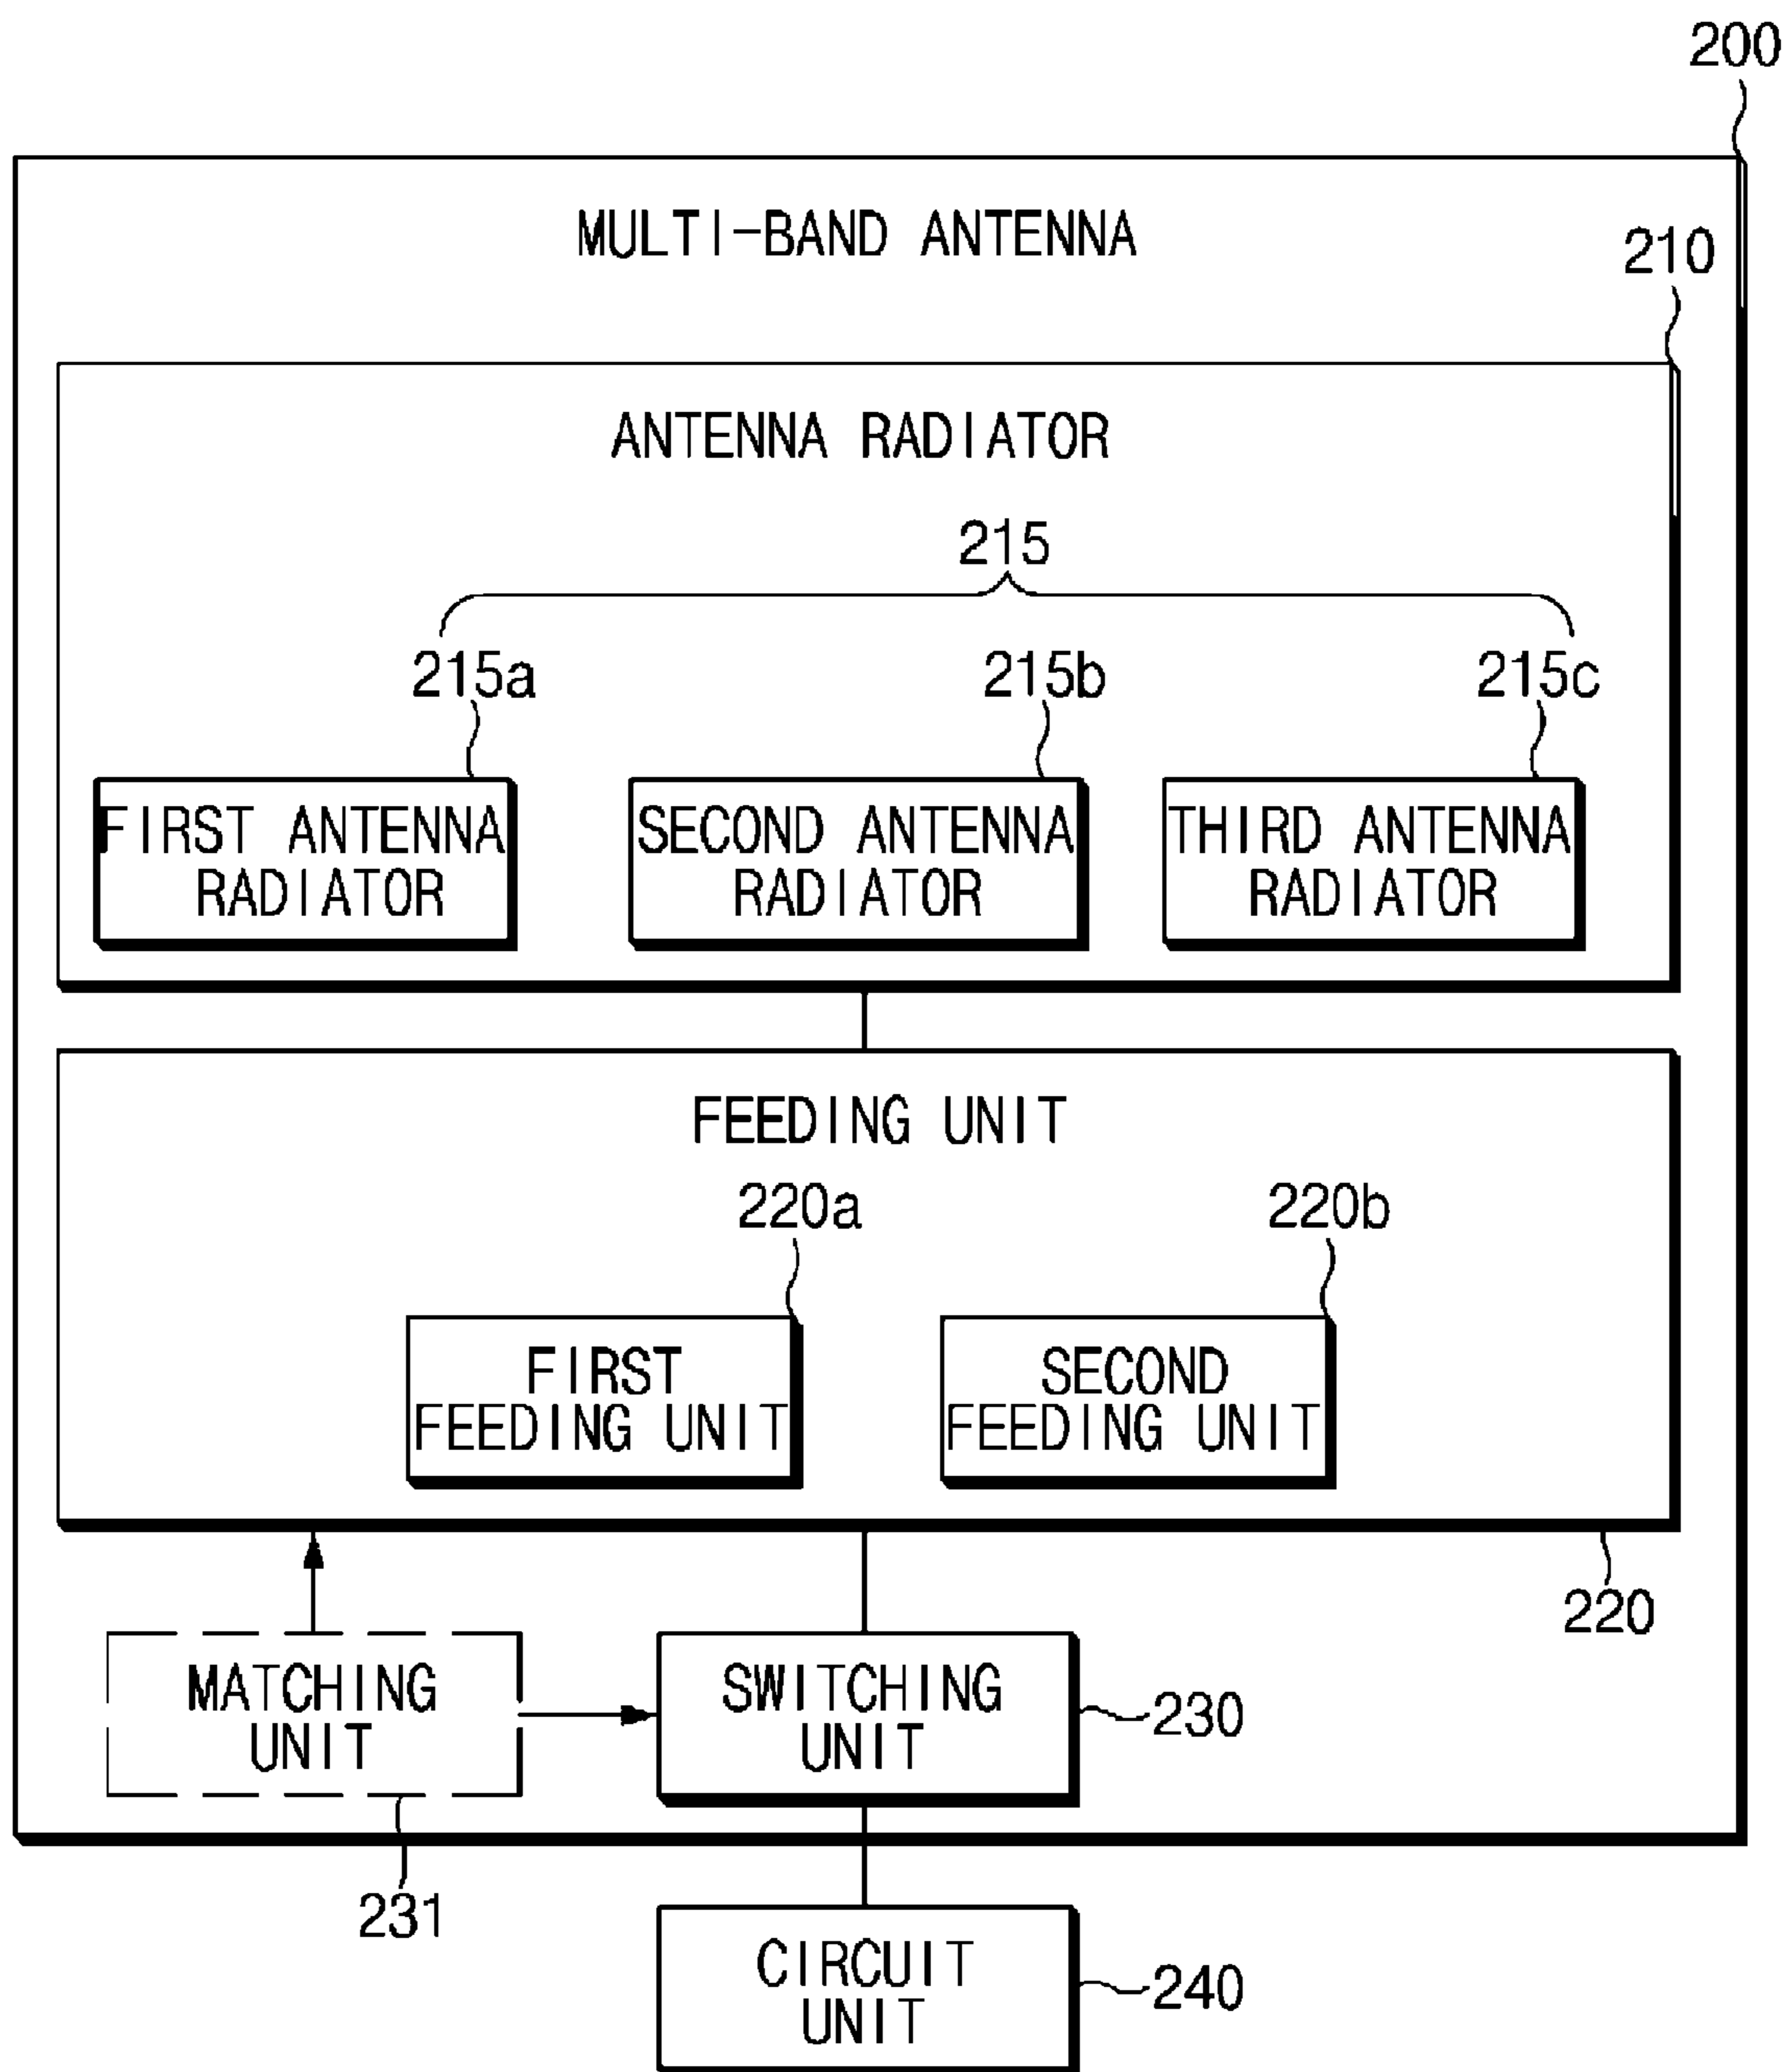 200
MULTI-BAND ANTENNA
210
ANTENNA RADIATOR
215
215a 215b 215c
FIRST ANTENNA RADIATOR
SECOND ANTENNA RADIATOR
THIRD ANTENNA RADIATOR
FEEDING UNIT
220a 220b
FIRST
FEEDING UNIT
SECOND
FEEDING UNIT
220
MATCHING
UNIT
SWITCHING
UNIT
230
231
CIRCUIT
UNIT
240